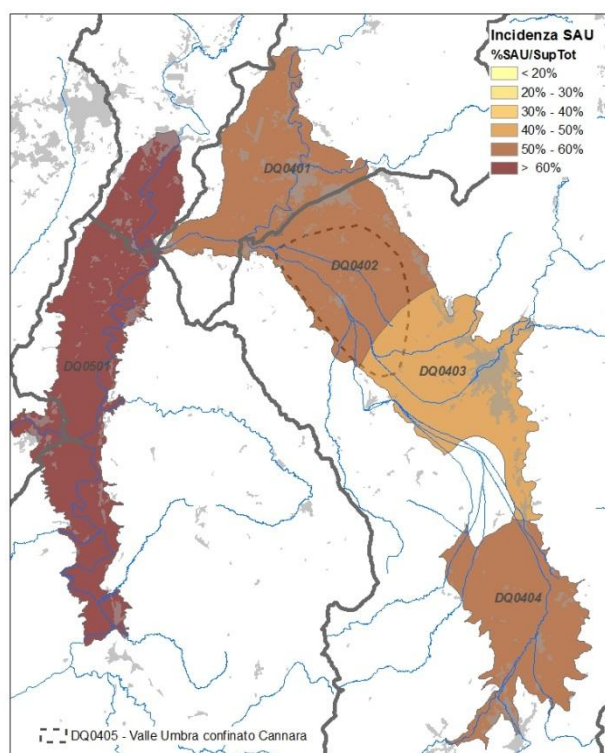 Incidenza SAU
%SAU/SupTot
< 20%
20% - 30%
30% - 40%
40% - 50%
50% - 60%
> 60%
DQ0401
DQ0402
DQ0403
DQ0501
DQ0404
DQ0405 - Valle Umbra confinato Cannara